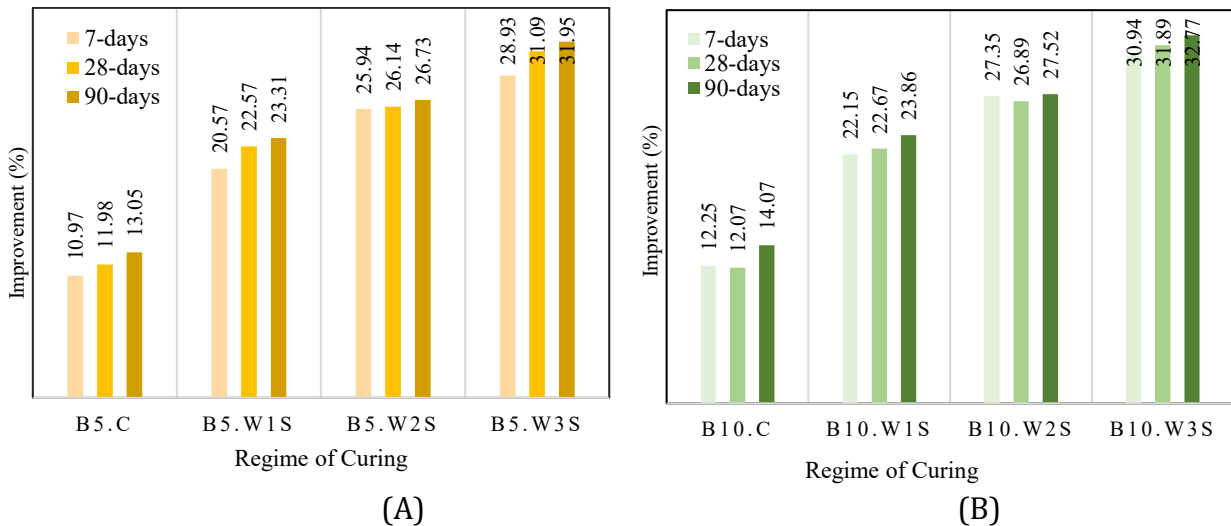 7-days
28-days
90-days
10.97
11.98
13.05
20.57
22.57
23.31
25.94
26.14
26.73
28.93
31.09
31.95
Improvement (%)
B5.C
B5.W1S
B5.W2S
B5.W3S
Regime of Curing
(A)
7-days
28-days
90-days
12.25
12.07
14.07
22.15
22.67
23.86
27.35
26.89
27.52
30.94
31.89
32.77
Improvement (%)
B10.C
B10.W1S
B10.W2S
B10.W3S
Regime of Curing
(B)